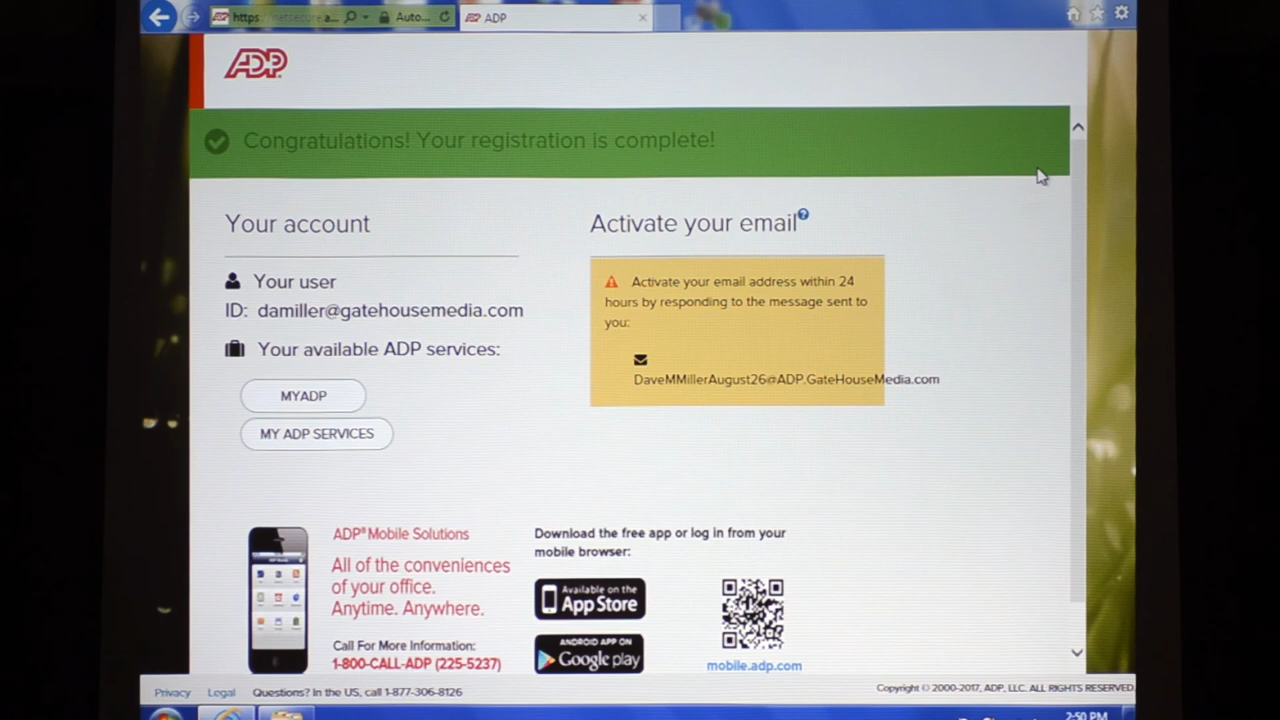 https://netsecure.a... Auto... ADP
ADP
Congratulations! Your registration is complete!
Your account
Your user
ID: damiller@gatehousemedia.com
Your available ADP services:
MYADP
MY ADP SERVICES
Activate your email?
Activate your email address within 24
hours by responding to the message sent to
you:
DaveMMillerAugust26@ADP.GateHouseMedia.com
ADP® Mobile Solutions
All of the conveniences
of your office.
Anytime. Anywhere.
Call For More Information:
1-800-CALL-ADP (225-5237)
Download the free app or log in from your
mobile browser:
Available on the
App Store
ANDROID APP ON
Google play
mobile.adp.com
Privacy Legal Questions? In the US, call 1-877-306-8126
Copyright © 2000-2017, ADP, LLC. ALL RIGHTS RESERVED.
2:50 PM